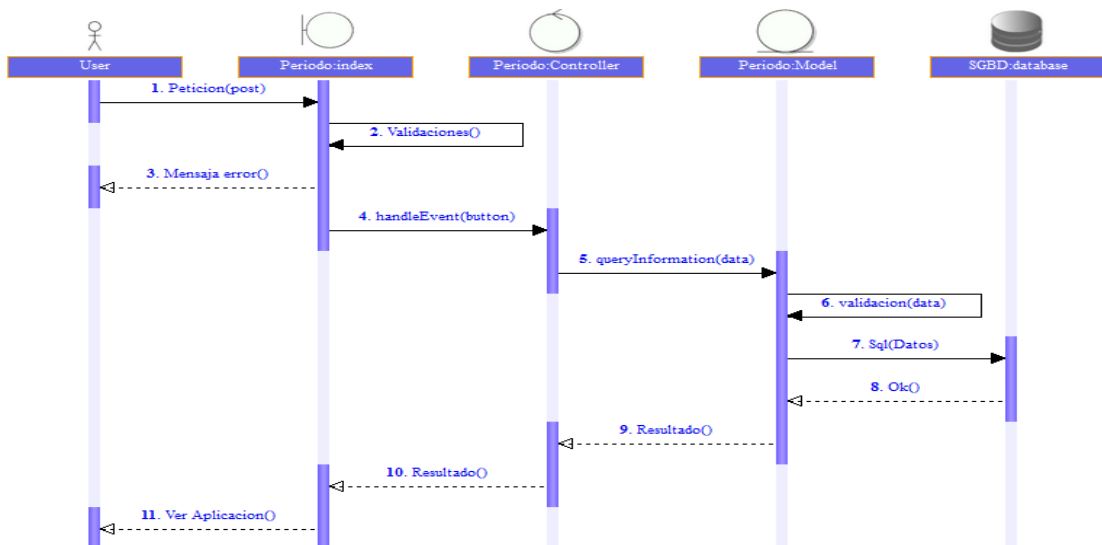 User
Periodo:index
Periodo:Controller
Periodo:Model
SGBD:database
1. Peticion(post)
2. Validaciones()
3. Mensaja error()
4. handleEvent(button)
5. queryInformation(data)
6. validacion(data)
7. Sql(Datos)
8. Ok()
9. Resultado()
10. Resultado()
11. Ver Aplicacion()